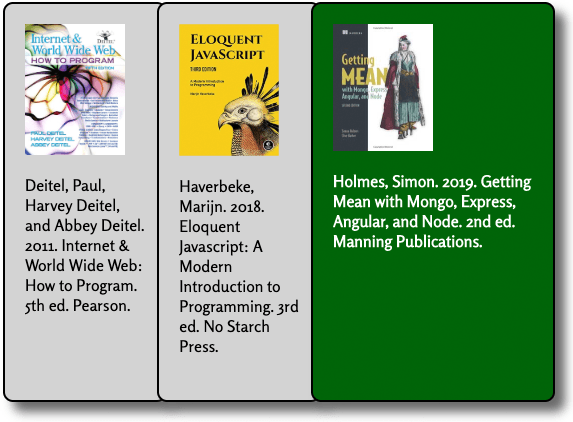 Internet &
World Wide Web
HOW TO PROGRAM
FIFTH EDITION
PAUL DEITEL
HARVEY DEITEL
ABBEY DEITEL
Deitel, Paul,
Harvey Deitel,
and Abbey Deitel.
2011. Internet &
World Wide Web:
How to Program.
5th ed. Pearson.
ELOQUENT
JAVASCRIPT
THIRD EDITION
A Modern Introduction
to Programming
Marijn Haverbeke
Haverbeke,
Marijn. 2018.
Eloquent
Javascript: A
Modern
Introduction to
Programming. 3rd
ed. No Starch
Press.
MANNING
Getting
MEAN
with Mongo, Express,
Angular, and Node
SECOND EDITION
Simon Holmes
Holmes, Simon. 2019. Getting
Mean with Mongo, Express,
Angular, and Node. 2nd ed.
Manning Publications.